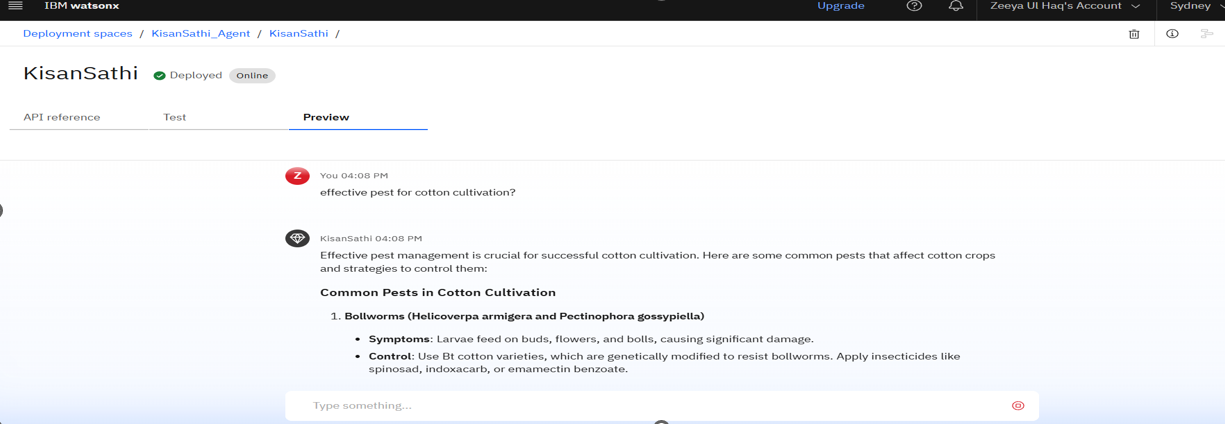 IBM watsonx
Upgrade
Zeeya Ul Haq's Account
Sydney
Deployment spaces / KisanSathi_Agent / KisanSathi /
KisanSathi
Deployed
Online
API reference
Test
Preview
Z
You 04:08 PM
effective pest for cotton cultivation?
KisanSathi 04:08 PM
Effective pest management is crucial for successful cotton cultivation. Here are some common pests that affect cotton crops
and strategies to control them:
Common Pests in Cotton Cultivation
1. Bollworms (Helicoverpa armigera and Pectinophora gossypiella)
• Symptoms: Larvae feed on buds, flowers, and bolls, causing significant damage.
• Control: Use Bt cotton varieties, which are genetically modified to resist bollworms. Apply insecticides like
spinosad, indoxacarb, or emamectin benzoate.
Type something...